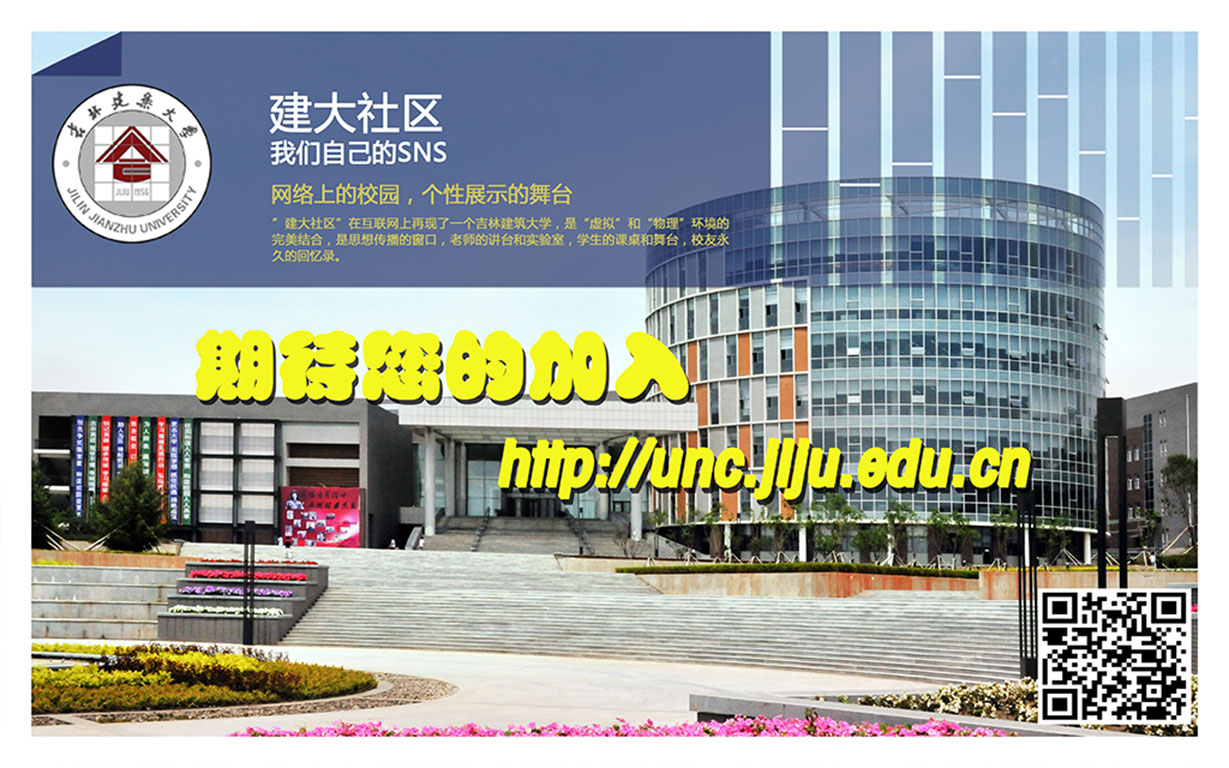 吉林建築大學
JLJU 1956
JILIN JIANZHU UNIVERSITY
建大社区
我们自己的SNS
网络上的校园，个性展示的舞台
“建大社区”在互联网上再现了一个吉林建筑大学，是“虚拟”和“物理”环境的
完美结合，是思想传播的窗口，老师的讲台和实验室，学生的课桌和舞台，校友永
久的回忆录。
期待您的加入
http://unc.jlju.edu.cn